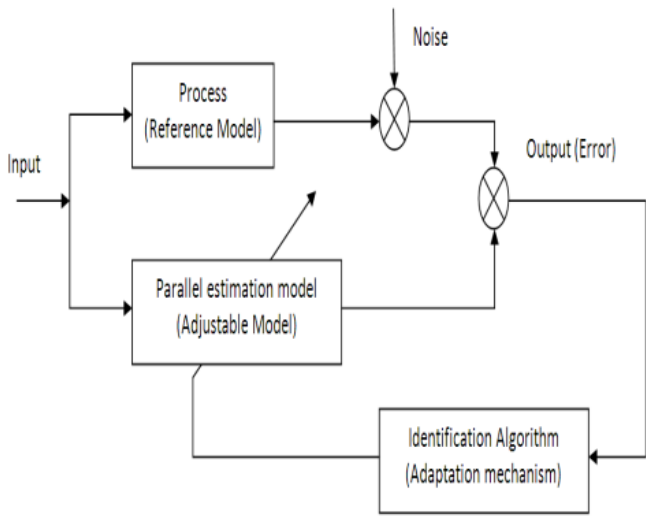 Noise
Process
(Reference Model)
Output (Error)
Input
Parallel estimation model
(Adjustable Model)
Identification Algorithm
(Adaptation mechanism)